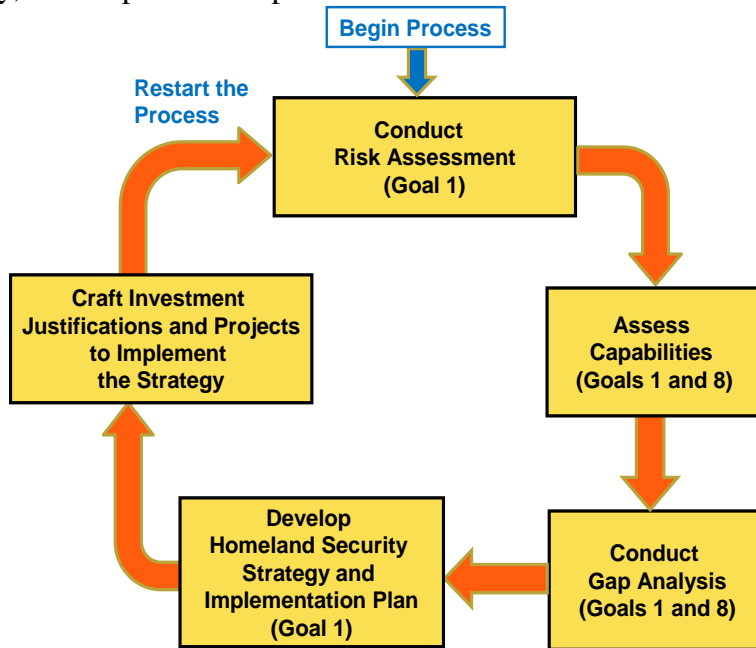 Begin Process
Restart the
Process
Conduct
Risk Assessment
(Goal 1)
Assess
Capabilities
(Goals 1 and 8)
Conduct
Gap Analysis
(Goals 1 and 8)
Develop
Homeland Security
Strategy and
Implementation Plan
(Goal 1)
Craft Investment
Justifications and Projects
to Implement
the Strategy